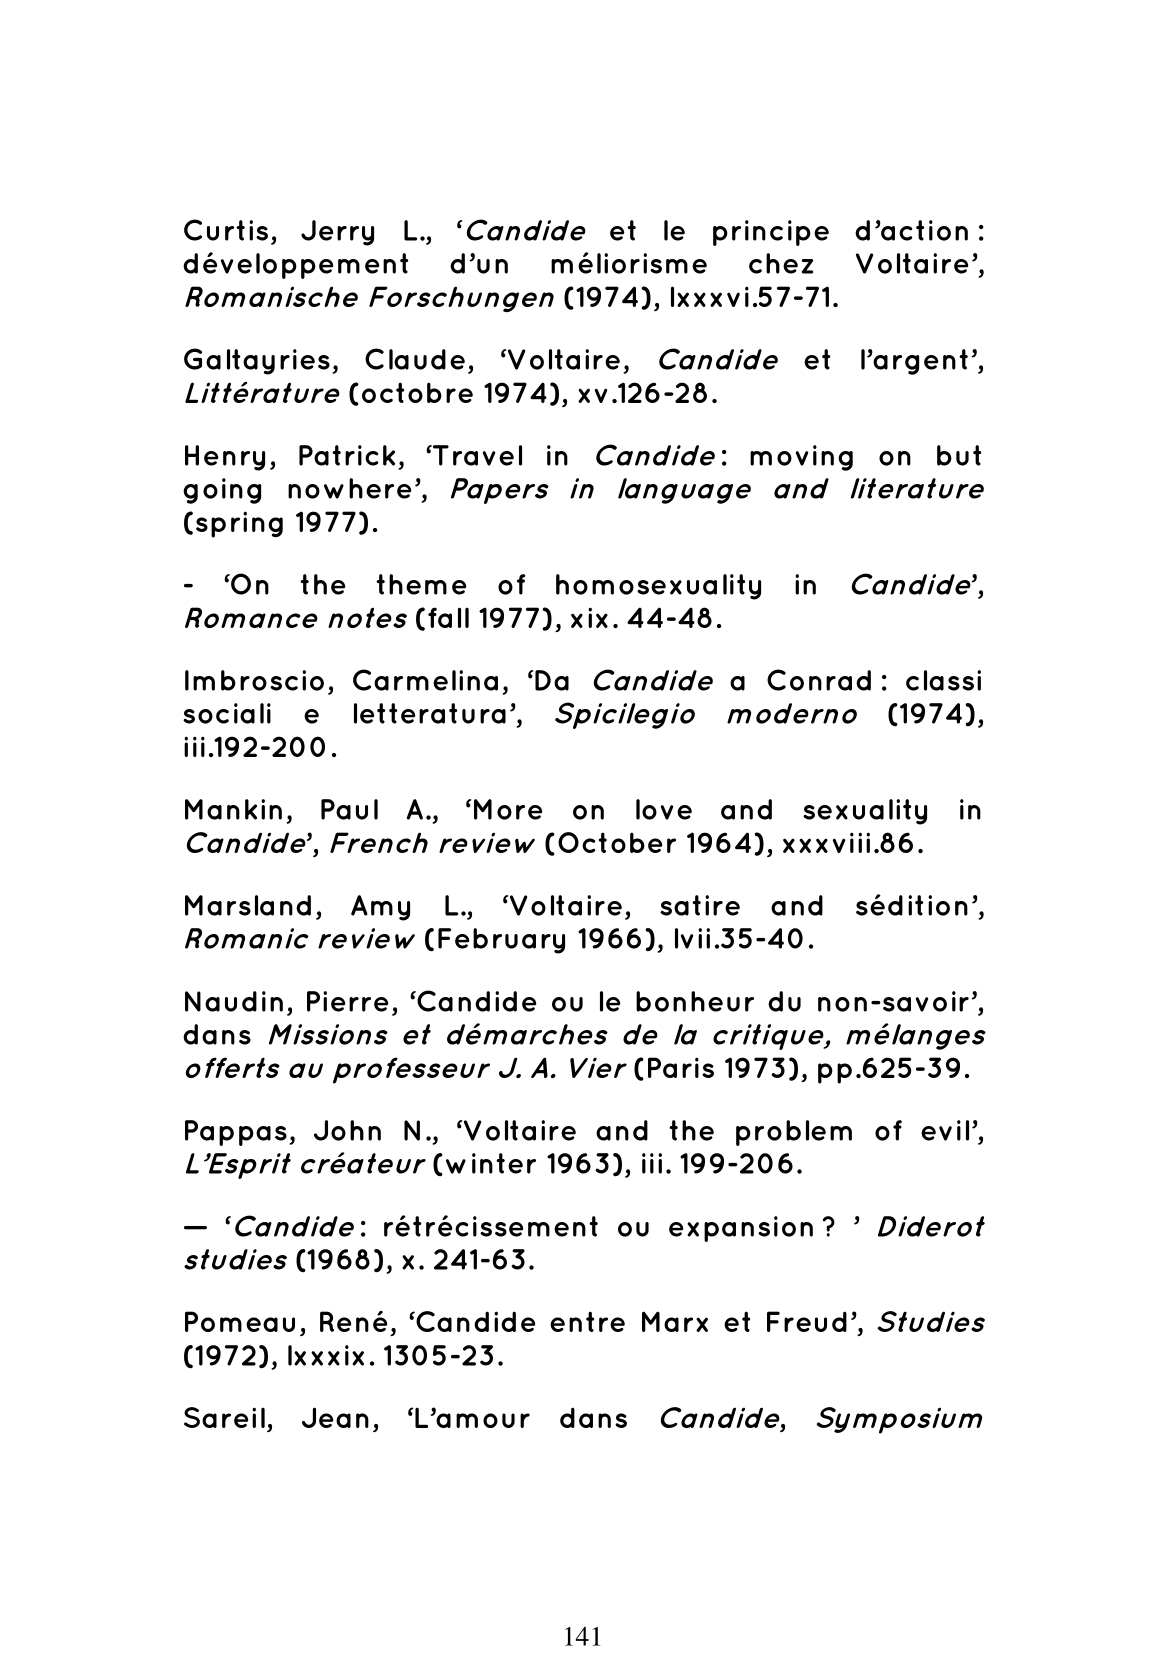 Curtis, Jerry L., ‘Candide et le principe d’action :
développement d’un méliorisme chez Voltaire’,
Romanische Forschungen (1974), lxxxvi.57-71.
Galtayries, Claude, ‘Voltaire, Candide et l’argent’,
Littérature (octobre 1974), xv.126-28.
Henry, Patrick, ‘Travel in Candide : moving on but
going nowhere’, Papers in language and literature
(spring 1977).
- ‘On the theme of homosexuality in Candide’,
Romance notes (fall 1977), xix. 44-48.
Imbroscio, Carmelina, ‘Da Candide a Conrad : classi
sociali e letteratura’, Spicilegio moderno (1974),
iii.192-200.
Mankin, Paul A., ‘More on love and sexuality in
Candide’, French review (October 1964), xxxviii.86.
Marsland, Amy L., ‘Voltaire, satire and sédition’,
Romanic review (February 1966), lvii.35-40.
Naudin, Pierre, ‘Candide ou le bonheur du non-savoir’,
dans Missions et démarches de la critique, mélanges
offerts au professeur J. A. Vier (Paris 1973), pp.625-39.
Pappas, John N., ‘Voltaire and the problem of evil’,
L’Esprit créateur (winter 1963), iii. 199-206.
— ‘Candide : rétrécissement ou expansion ? ’ Diderot
studies (1968), x. 241-63.
Pomeau, René, ‘Candide entre Marx et Freud’, Studies
(1972), lxxxix. 1305-23.
Sareil, Jean, ‘L’amour dans Candide, Symposium
141